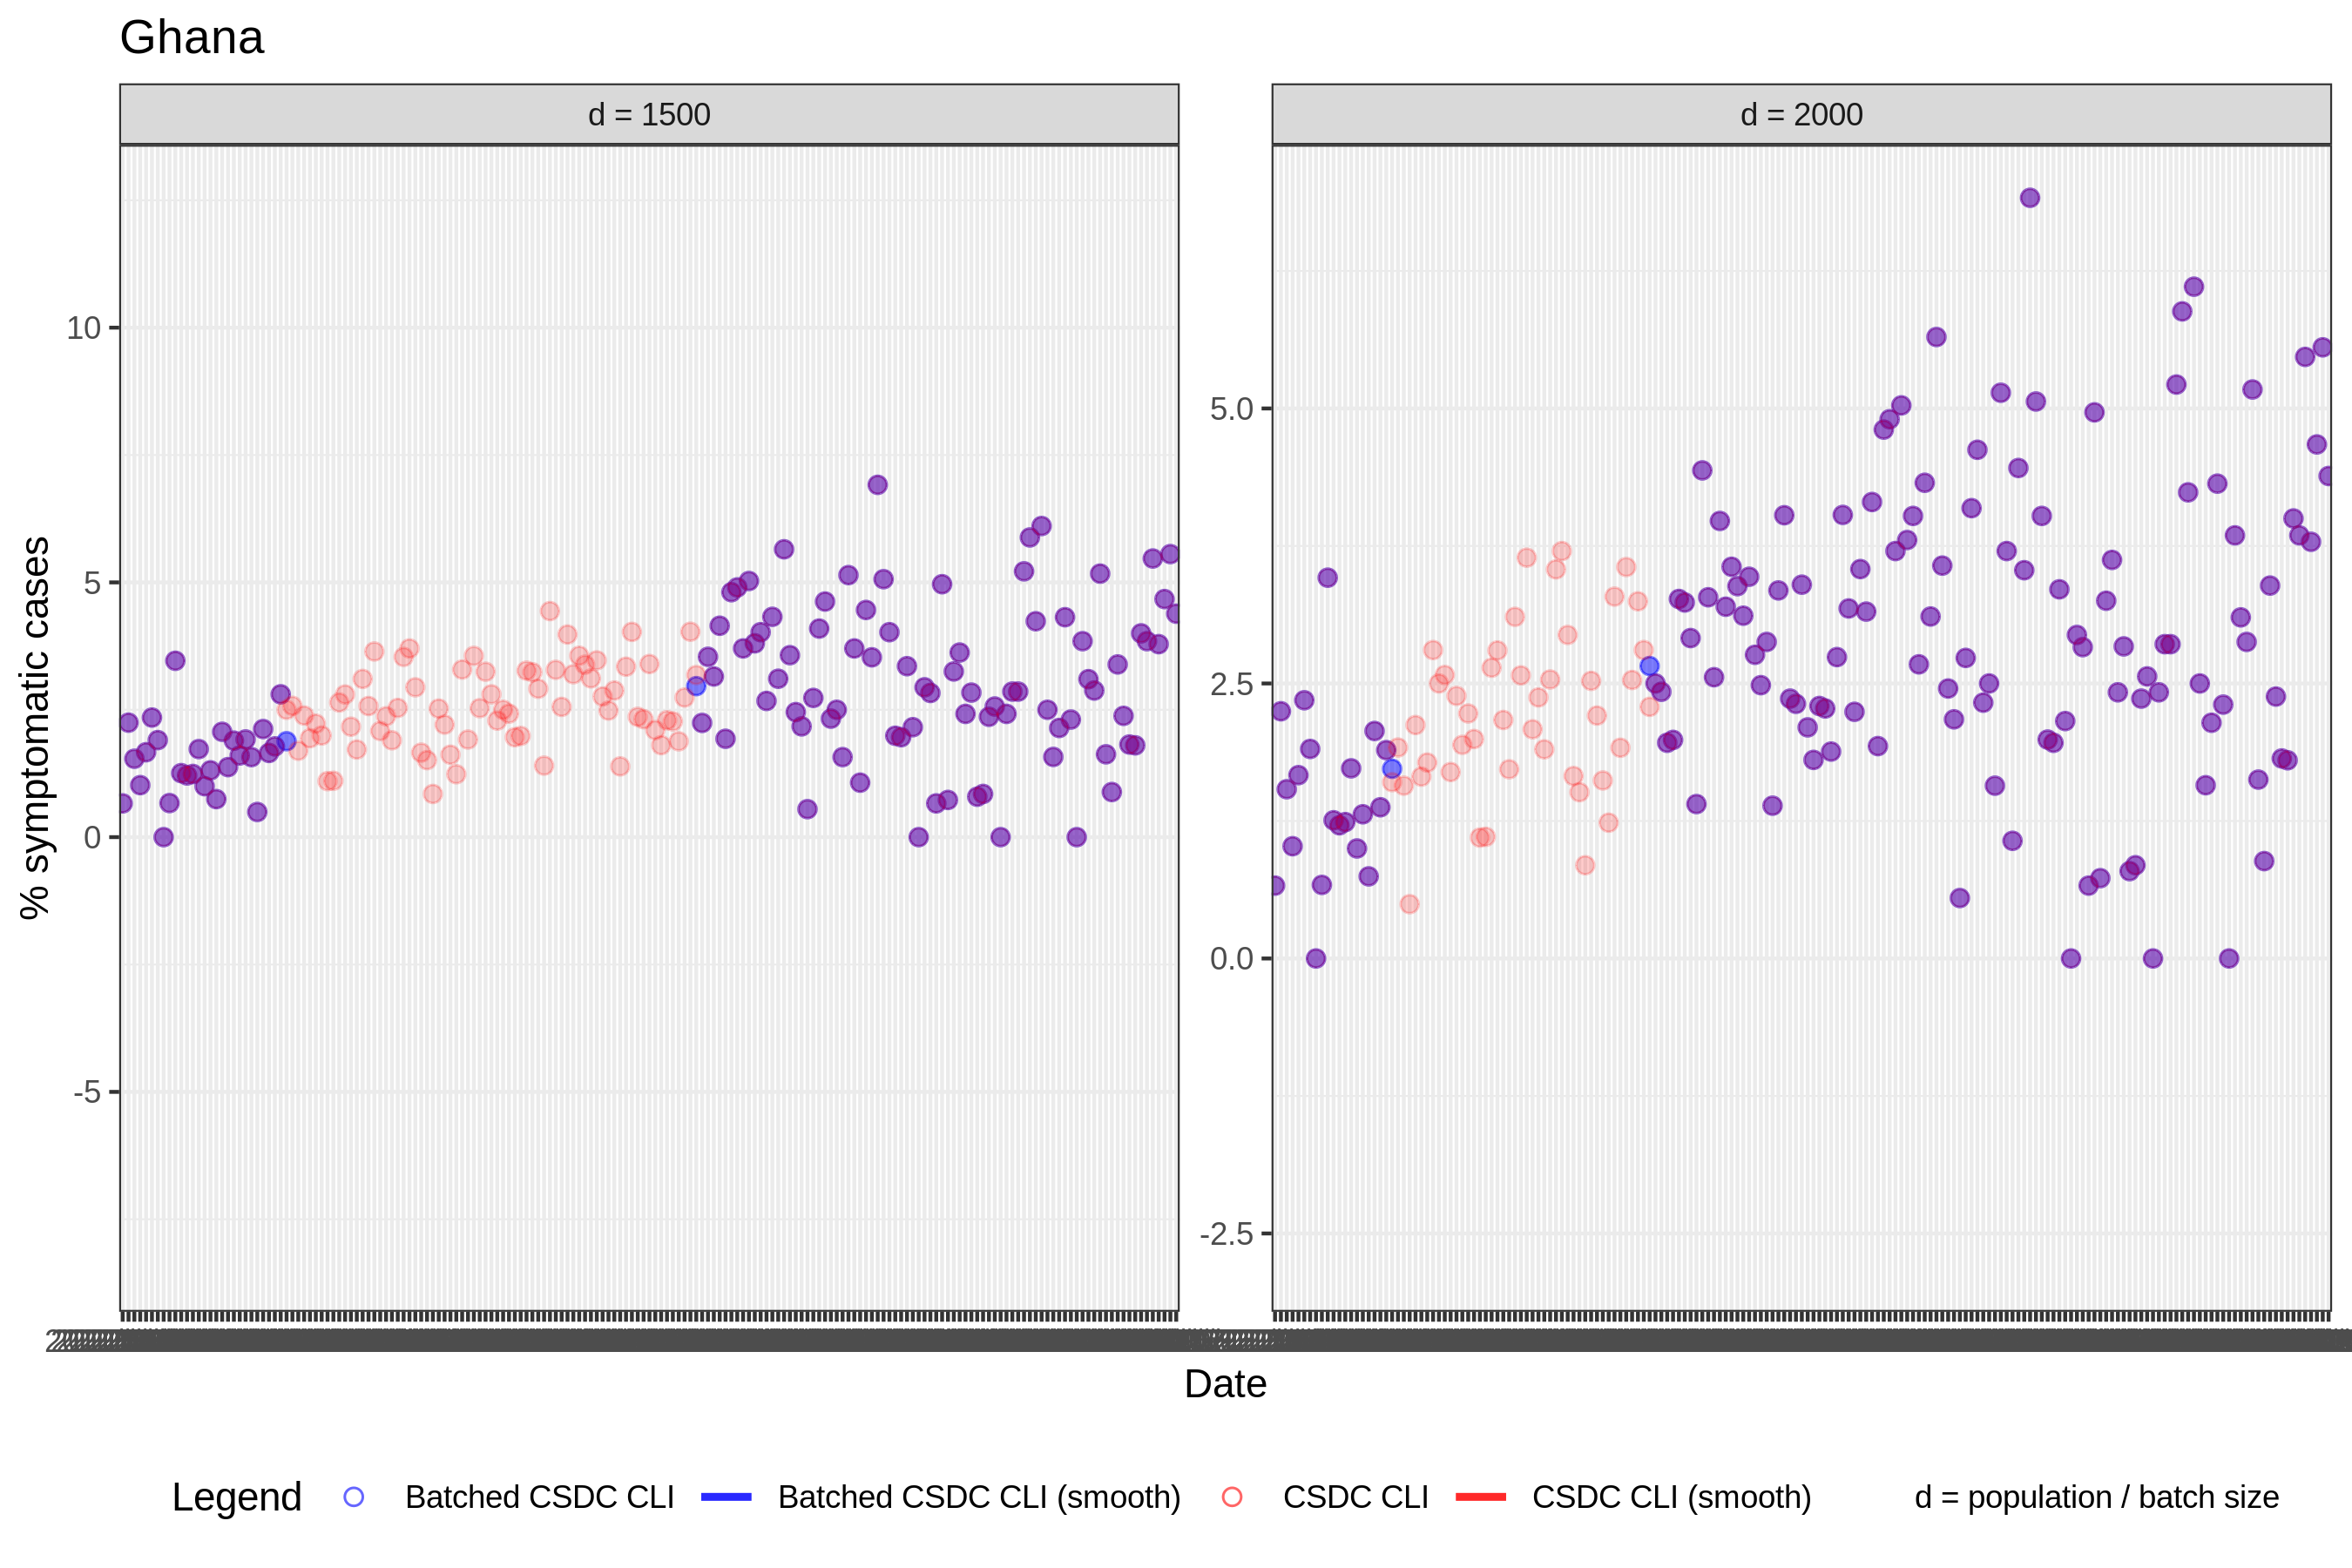 Ghana
d = 1500
d = 2000
% symptomatic cases
10
5
0
-5
5.0
2.5
0.0
-2.5
Date
Legend
Batched CSDC CLI
Batched CSDC CLI (smooth)
CSDC CLI
CSDC CLI (smooth)
d = population / batch size